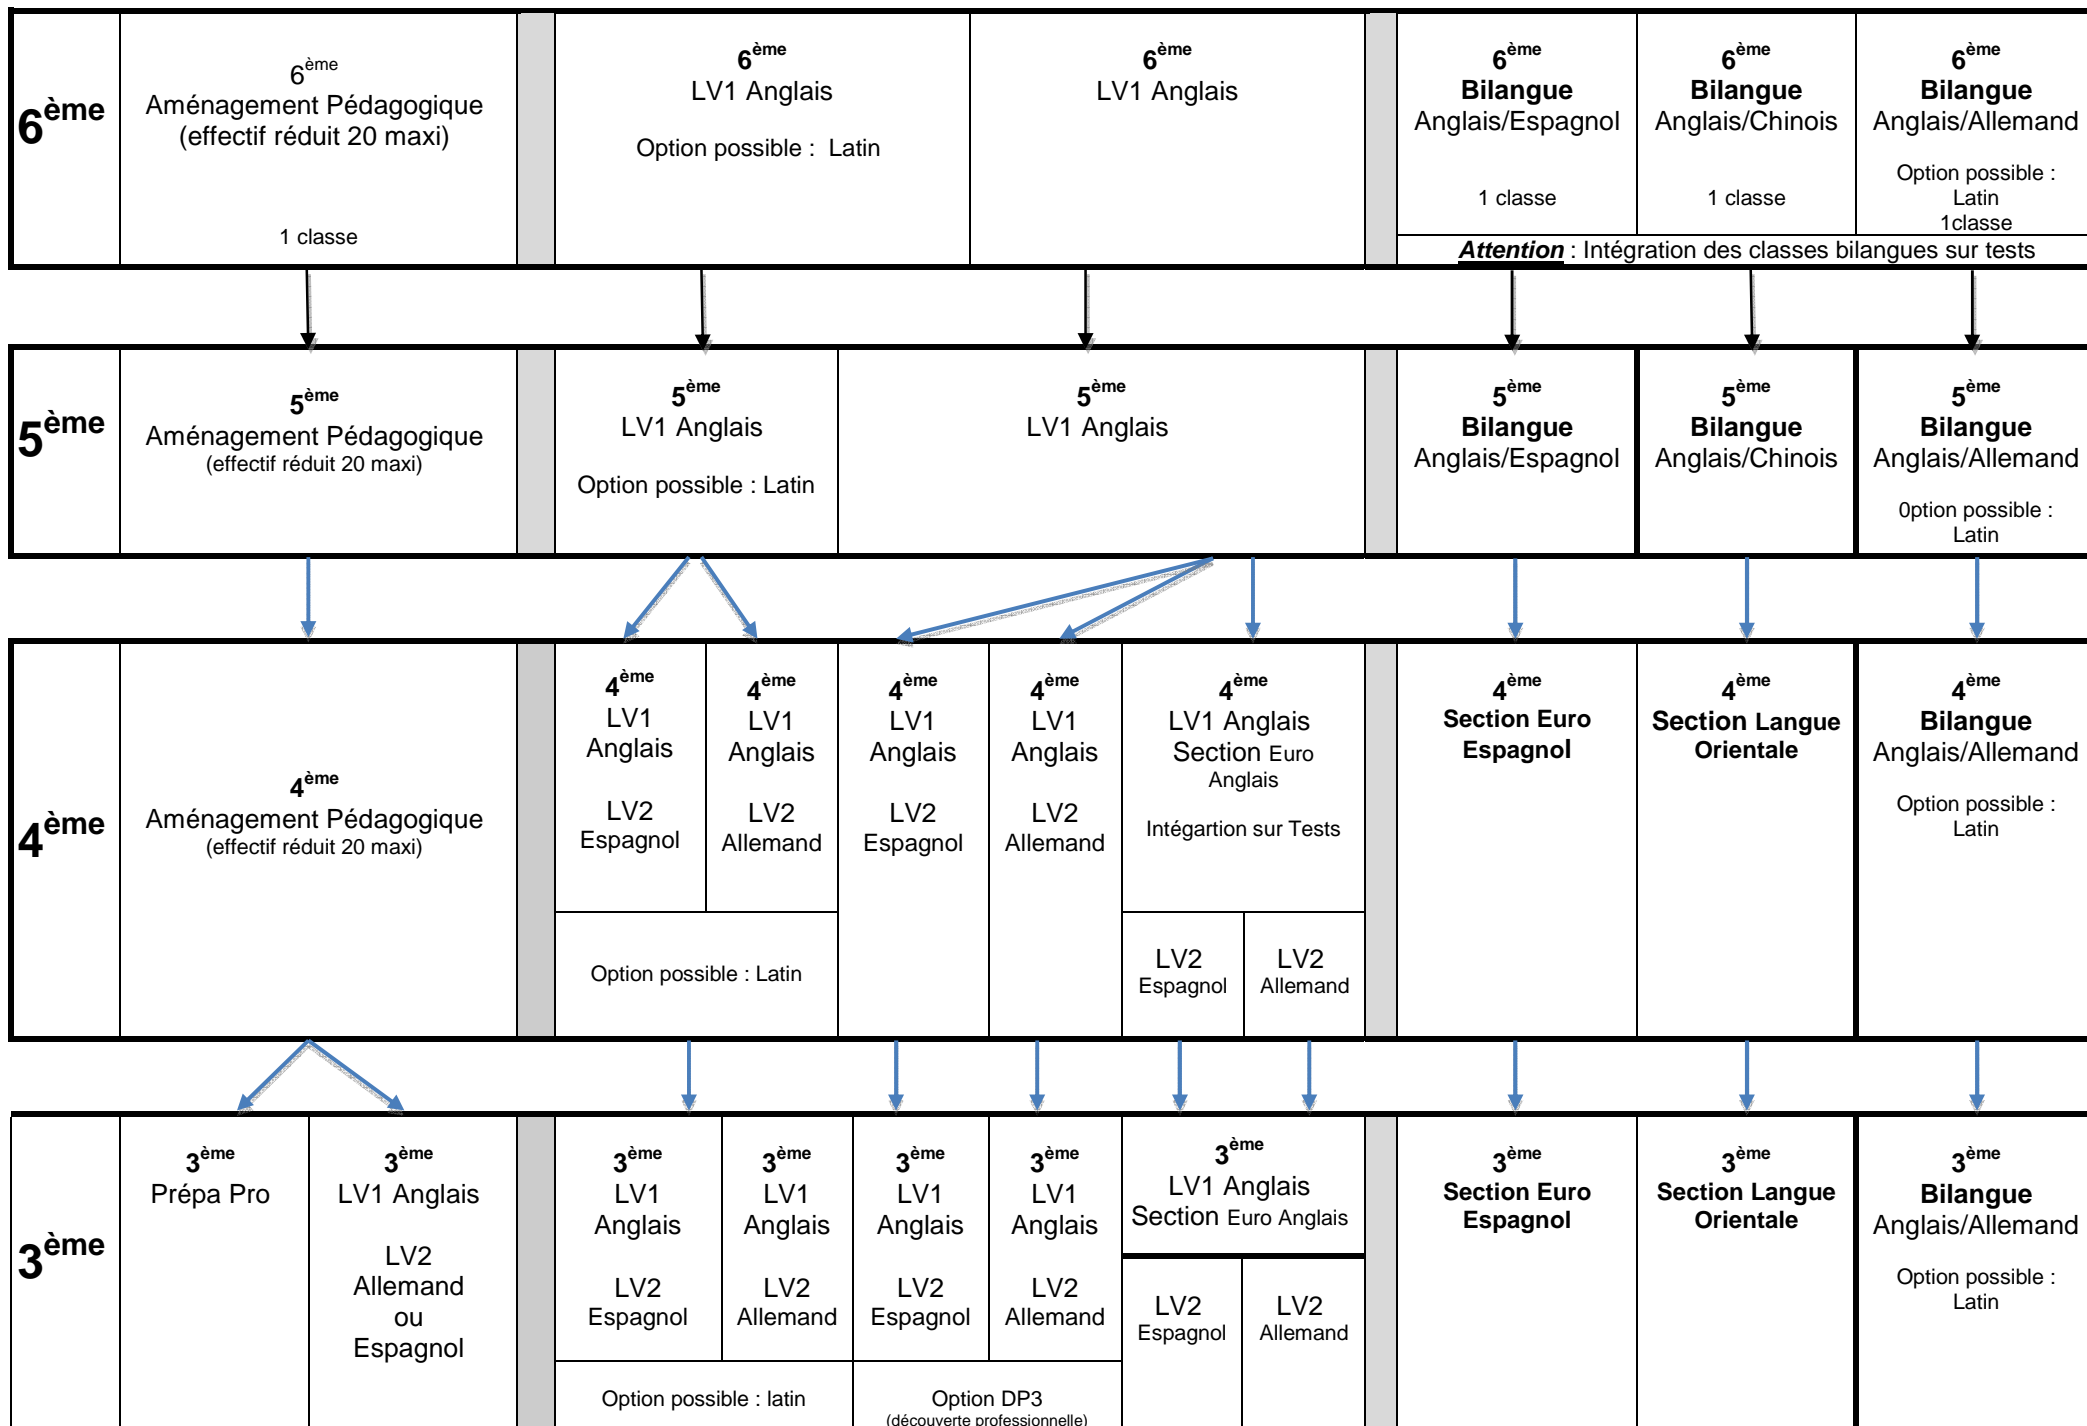 6ème
6ème
Aménagement Pédagogique
(effectif réduit 20 maxi)
1 classe
6ème
LV1 Anglais
Option possible : Latin
6ème
LV1 Anglais
6ème
Bilangue
Anglais/Espagnol
1 classe
6ème
Bilangue
Anglais/Chinois
1 classe
6ème
Bilangue
Anglais/Allemand
Option possible :
Latin
1classe
Attention : Intégration des classes bilangues sur tests
5ème
5ème
Aménagement Pédagogique
(effectif réduit 20 maxi)
5ème
LV1 Anglais
Option possible : Latin
5ème
LV1 Anglais
5ème
Bilangue
Anglais/Espagnol
5ème
Bilangue
Anglais/Chinois
5ème
Bilangue
Anglais/Allemand
0ption possible :
Latin
4ème
4ème
Aménagement Pédagogique
(effectif réduit 20 maxi)
4ème
LV1
Anglais
LV2
Espagnol
4ème
LV1
Anglais
LV2
Allemand
Option possible : Latin
4ème
LV1
Anglais
LV2
Espagnol
4ème
LV1
Anglais
LV2
Allemand
4ème
LV1 Anglais
Section Euro
Anglais
Intégartion sur Tests
LV2
Espagnol
LV2
Allemand
4ème
Section Euro
Espagnol
4ème
Section Langue
Orientale
4ème
Bilangue
Anglais/Allemand
Option possible :
Latin
3ème
3ème
Prépa Pro
3ème
LV1 Anglais
LV2
Allemand
ou
Espagnol
3ème
LV1
Anglais
LV2
Espagnol
3ème
LV1
Anglais
LV2
Allemand
Option possible : latin
3ème
LV1
Anglais
LV2
Espagnol
3ème
LV1
Anglais
LV2
Allemand
Option DP3
(découverte professionnelle)
3ème
LV1 Anglais
Section Euro Anglais
LV2
Espagnol
LV2
Allemand
3ème
Section Euro
Espagnol
3ème
Section Langue
Orientale
3ème
Bilangue
Anglais/Allemand
Option possible :
Latin